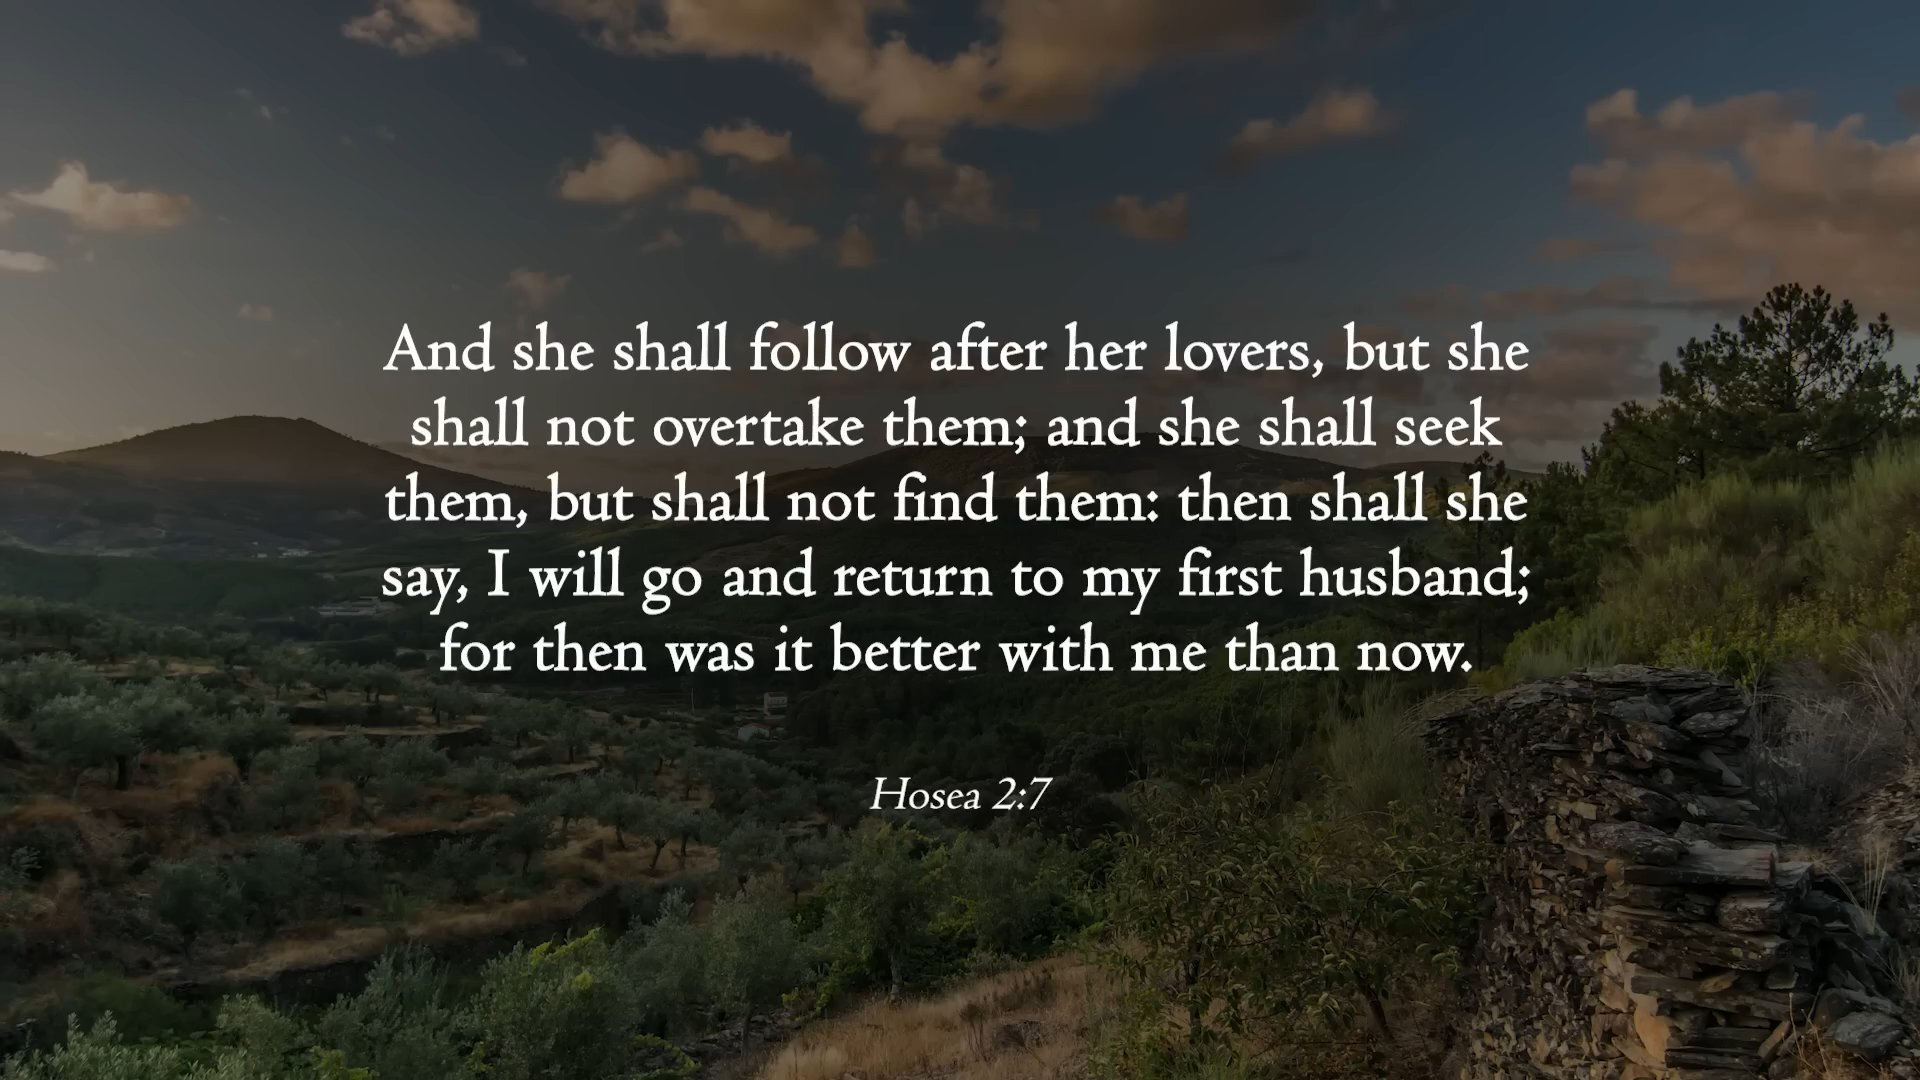 And she shall follow after her lovers, but she
shall not overtake them; and she shall seek
them, but shall not find them: then shall she
say, I will go and return to my first husband;
for then was it better with me than now.
Hosea 2:7